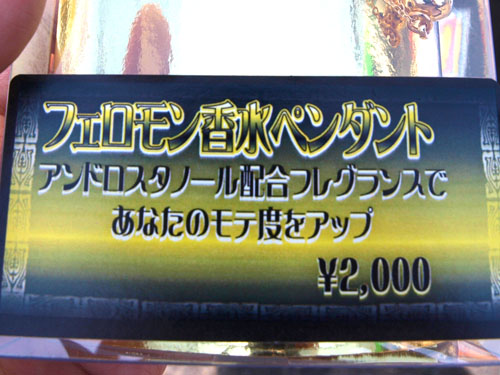 フェロモン香水ペンダント
アンドロスタノール配合フレグランスで
あなたのモテ度をアップ
¥2,000